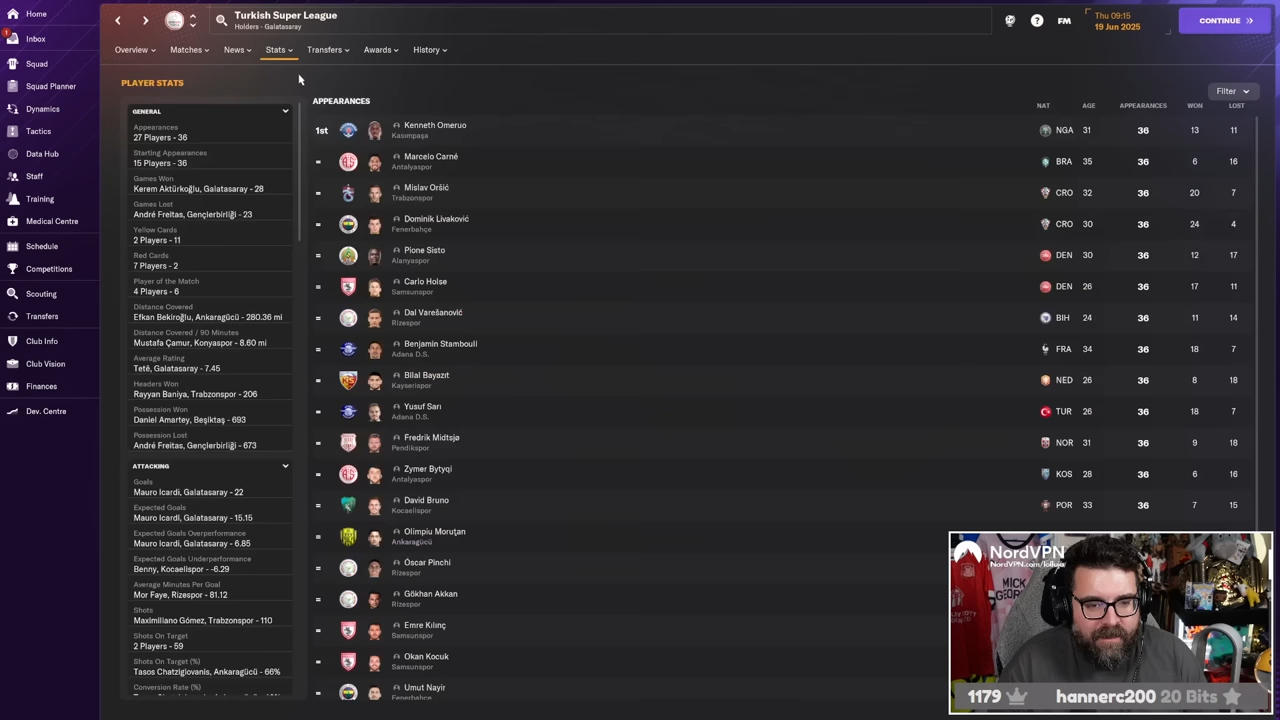 Home
1
Inbox
Squad
Squad Planner
Dynamics
Tactics
Data Hub
Staff
Training
Medical Centre
Schedule
Competitions
Scouting
Transfers
Club Info
Club Vision
Finances
Dev. Centre
Turkish Super League
Holders - Galatasaray
?
FM
Thu 09:15
19 Jun 2025
CONTINUE
Overview
Matches
News
Stats
Transfers
Awards
History
PLAYER STATS
GENERAL
Appearances
27 Players - 36
Starting Appearances
15 Players - 36
Games Won
Kerem Aktürkoğlu, Galatasaray - 28
Games Lost
André Freitas, Gençlerbirliği - 23
Yellow Cards
2 Players - 11
Red Cards
7 Players - 2
Player of the Match
4 Players - 6
Distance Covered
Efkan Bekiroğlu, Ankaragücü - 280.36 mi
Distance Covered / 90 Minutes
Mustafa Çamur, Konyaspor - 8.60 mi
Average Rating
Tetê, Galatasaray - 7.45
Headers Won
Rayyan Baniya, Trabzonspor - 206
Possession Won
Daniel Amartey, Beşiktaş - 693
Possession Lost
André Freitas, Gençlerbirliği - 673
ATTACKING
Goals
Mauro Icardi, Galatasaray - 22
Expected Goals
Mauro Icardi, Galatasaray - 15.15
Expected Goals Overperformance
Mauro Icardi, Galatasaray - 6.85
Expected Goals Underperformance
Benny, Kocaelispor - -6.29
Average Minutes Per Goal
Mor Faye, Rizespor - 81.12
Shots
Maximiliano Gómez, Trabzonspor - 110
Shots On Target
2 Players - 59
Shots On Target (%)
Tasos Chatzigiovanis, Ankaragücü - 66%
Conversion Rate (%)
Filter
APPEARANCES NAT AGE APPEARANCES WON LOST
1st Kenneth Omeruo NGA 31 36 13 11
Kasımpaşa
= Marcelo Carné BRA 35 36 6 16
Antalyaspor
= Mislav Oršić CRO 32 36 20 7
Trabzonspor
= Dominik Livaković CRO 30 36 24 4
Fenerbahçe
= Pione Sisto DEN 30 36 12 17
Alanyaspor
= Carlo Holse DEN 26 36 17 11
Samsunspor
= Dal Varešanović BIH 24 36 11 14
Rizespor
= Benjamin Stambouli FRA 34 36 18 7
Adana D.S.
= Bilal Bayazıt NED 26 36 8 18
Kayserispor
= Yusuf Sarı TUR 26 36 18 7
Adana D.S.
= Fredrik Midtsjø NOR 31 36 9 18
Pendikspor
= Zymer Bytyqi KOS 28 36 6 16
Antalyaspor
= David Bruno POR 33 36 7 15
Kocaelispor
= Olimpiu Moruţan
Ankaragücü
= Óscar Pinchi
Rizespor
= Gökhan Akkan
Rizespor
= Emre Kılınç
Samsunspor
= Okan Kocuk
Samsunspor
= Umut Nayir
Fenerbahçe
NordVPN
NordVPN.com/lollujo
MICK
GEORGE
1179 hannerc200 20 Bits